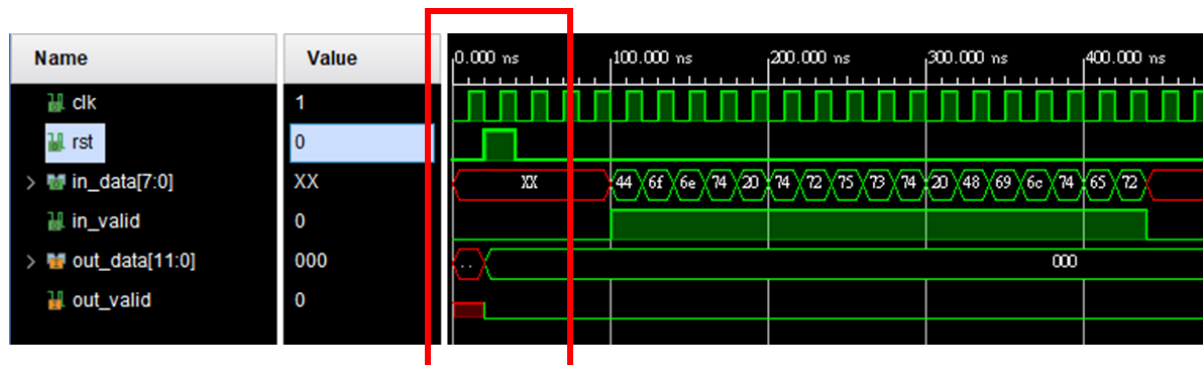 Name Value 0.000 ns 100.000 ns 200.000 ns 300.000 ns 400.000 ns
clk 1
rst 0
> in_data[7:0] XX XX 44 6f 6e 74 20 74 72 75 73 74 20 48 69 6c 74 65 72
in_valid 0
> out_data[11:0] 000 .. 000
out_valid 0